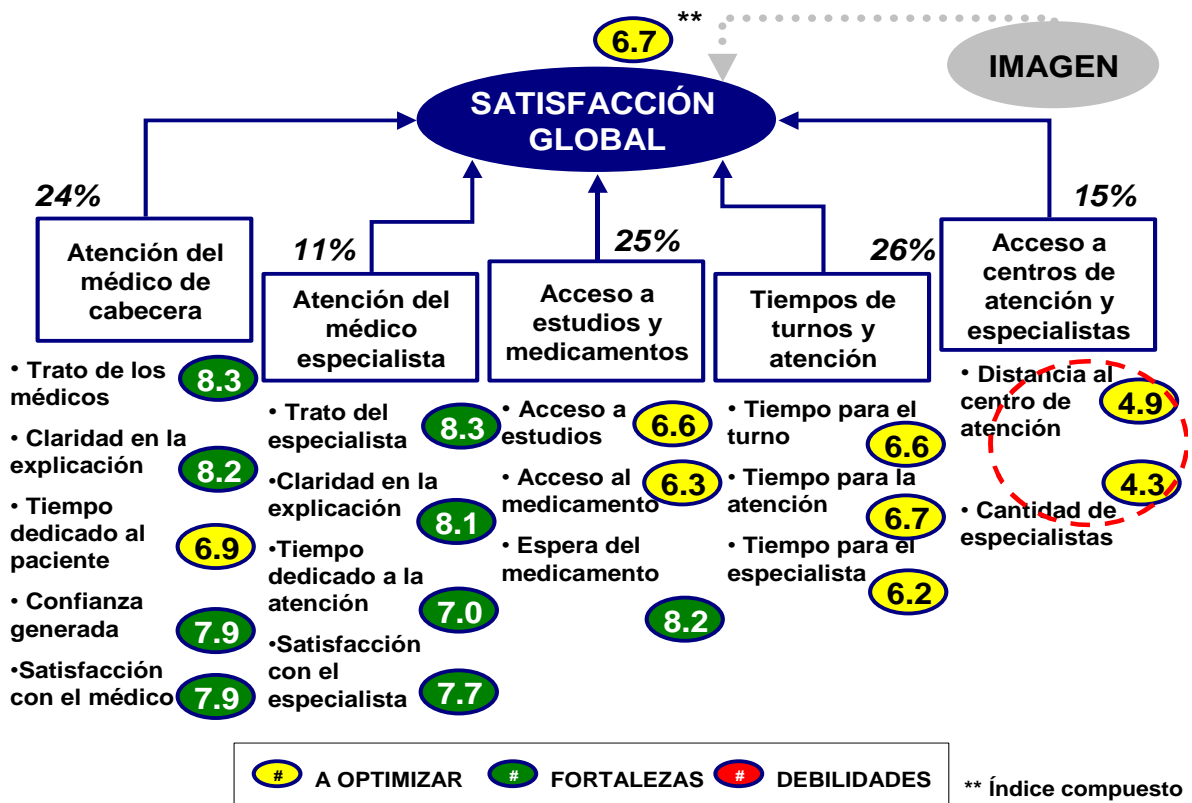 6.7
**
IMAGEN
SATISFACCIÓN
GLOBAL
24%
Atención del
médico de
cabecera
• Trato de los
médicos
8.3
• Claridad en la
explicación
8.2
• Tiempo
dedicado al
paciente
6.9
• Confianza
generada
7.9
•Satisfacción
con el médico
7.9
11%
Atención del
médico
especialista
• Trato del
especialista
8.3
•Claridad en la
explicación
8.1
•Tiempo
dedicado a la
atención
7.0
•Satisfacción
con el
especialista
7.7
25%
Acceso a
estudios y
medicamentos
• Acceso a
estudios
6.6
• Acceso al
medicamento
6.3
• Espera del
medicamento
8.2
26%
Tiempos de
turnos y
atención
• Tiempo para el
turno
6.6
• Tiempo para la
atención
6.7
• Tiempo para el
especialista
6.2
15%
Acceso a
centros de
atención y
especialistas
• Distancia al
centro de
atención
4.9
• Cantidad de
especialistas
4.3
# A OPTIMIZAR
# FORTALEZAS
# DEBILIDADES
** Índice compuesto